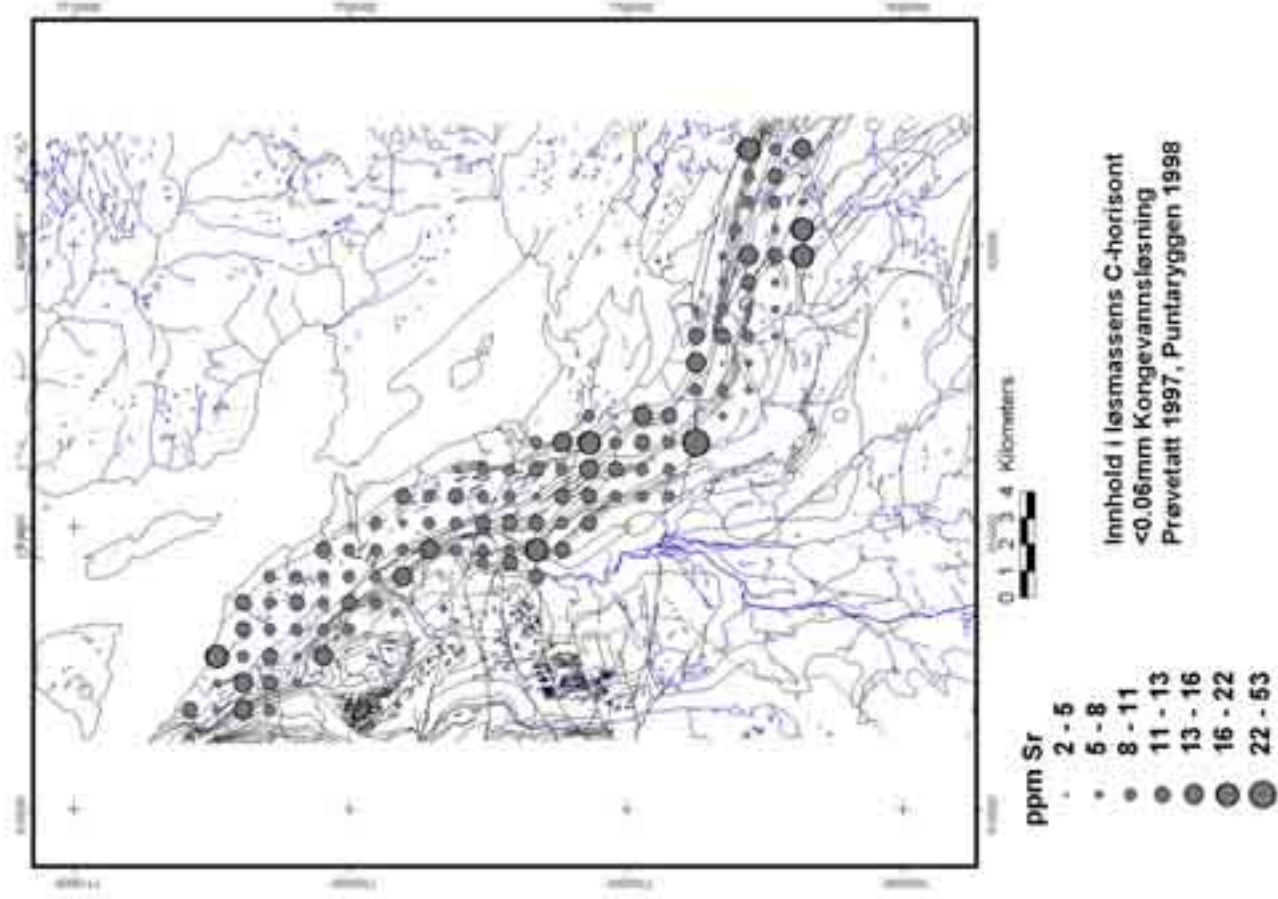 0 1 2 3 4 Kilometers
ppm Sr
2 - 5
5 - 8
8 - 11
11 - 13
13 - 16
16 - 22
22 - 53
Innhold i løsmassens C-horisont
<0.06mm Kongevannsløsning
Prøvetatt 1997, Puntaryggen 1998